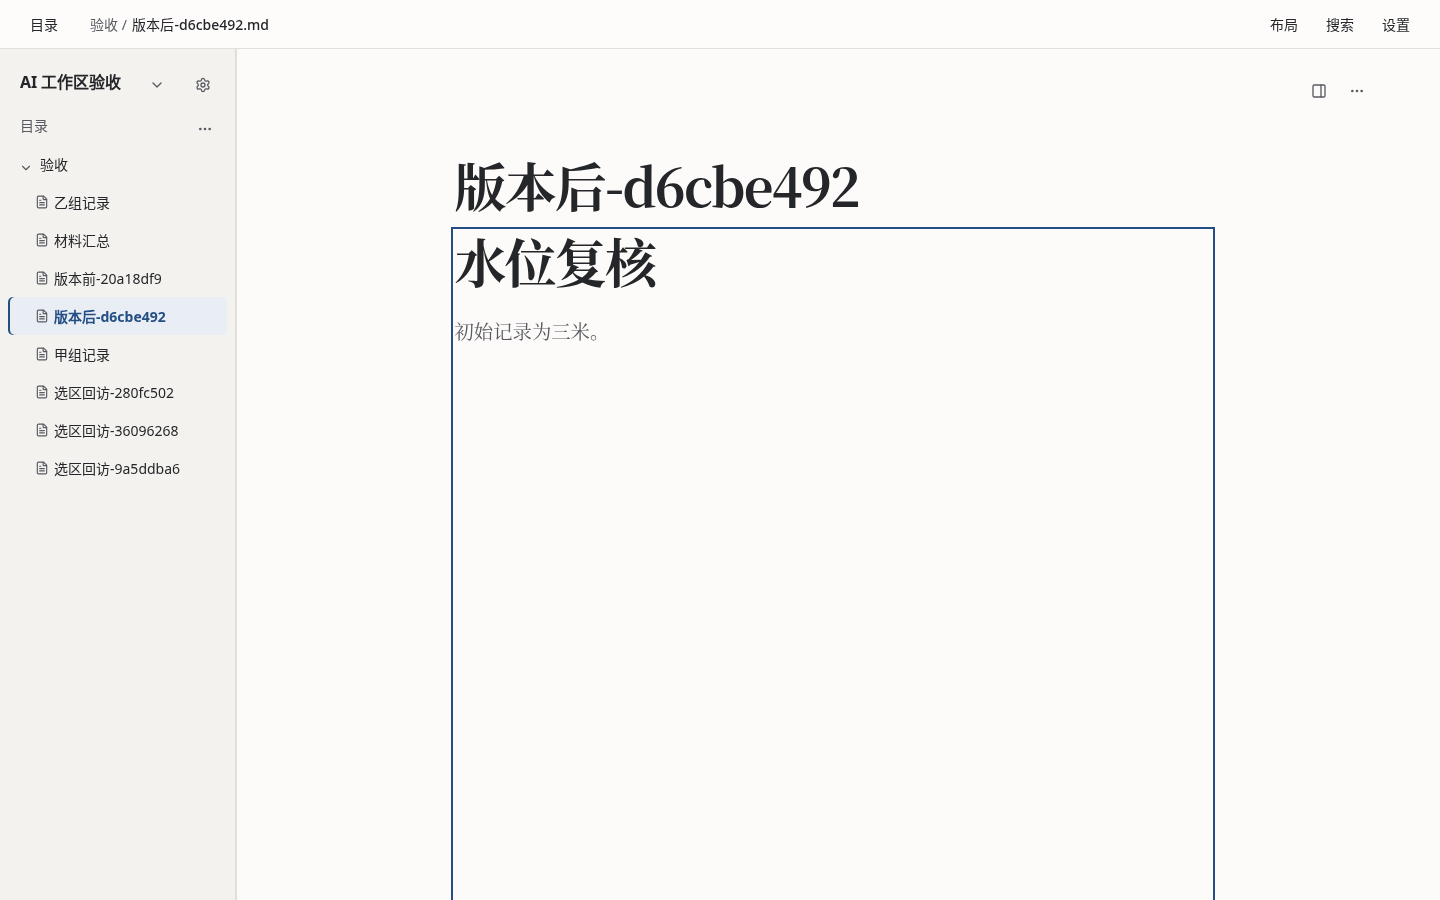 目录
验收 / 版本后-d6cbe492.md
布局
搜索
设置
AI 工作区验收
目录
验收
乙组记录
材料汇总
版本前-20a18df9
版本后-d6cbe492
甲组记录
选区回访-280fc502
选区回访-36096268
选区回访-9a5ddba6
版本后-d6cbe492
水位复核
初始记录为三米。